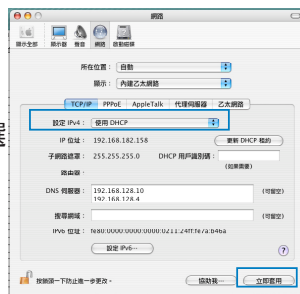 網路
顯示全部 顯示器 聲音 網路 啟動磁碟
所在位置： 自動
顯示： 內建乙太網路
TCP/IP PPPoE AppleTalk 代理伺服器 乙太網路
設定 IPv4： 使用 DHCP
IP 位址： 192.168.182.158 更新 DHCP 租約
子網路遮罩： 255.255.255.0 DHCP 用戶識別碼：
(如果需要)
路由器：
DNS 伺服器： 192.168.128.10 (可留空)
192.168.128.4
搜尋網域： (可留空)
IPv6 位址： fe80:0000:0000:0000:0211:24ff:fe7a:b46a
設定 IPv6⋯ ?
按鎖頭一下防止進一步更改。 協助我⋯ 立即套用